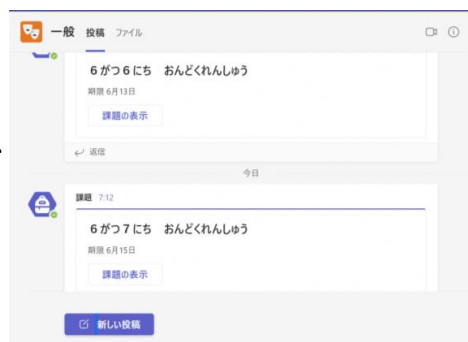 一般 投稿 ファイル
6がつ6にち おんどくれんしゅう
期限 6月13日
課題の表示
返信
今日
課題 7:12
6がつ7にち おんどくれんしゅう
期限 6月15日
課題の表示
新しい投稿